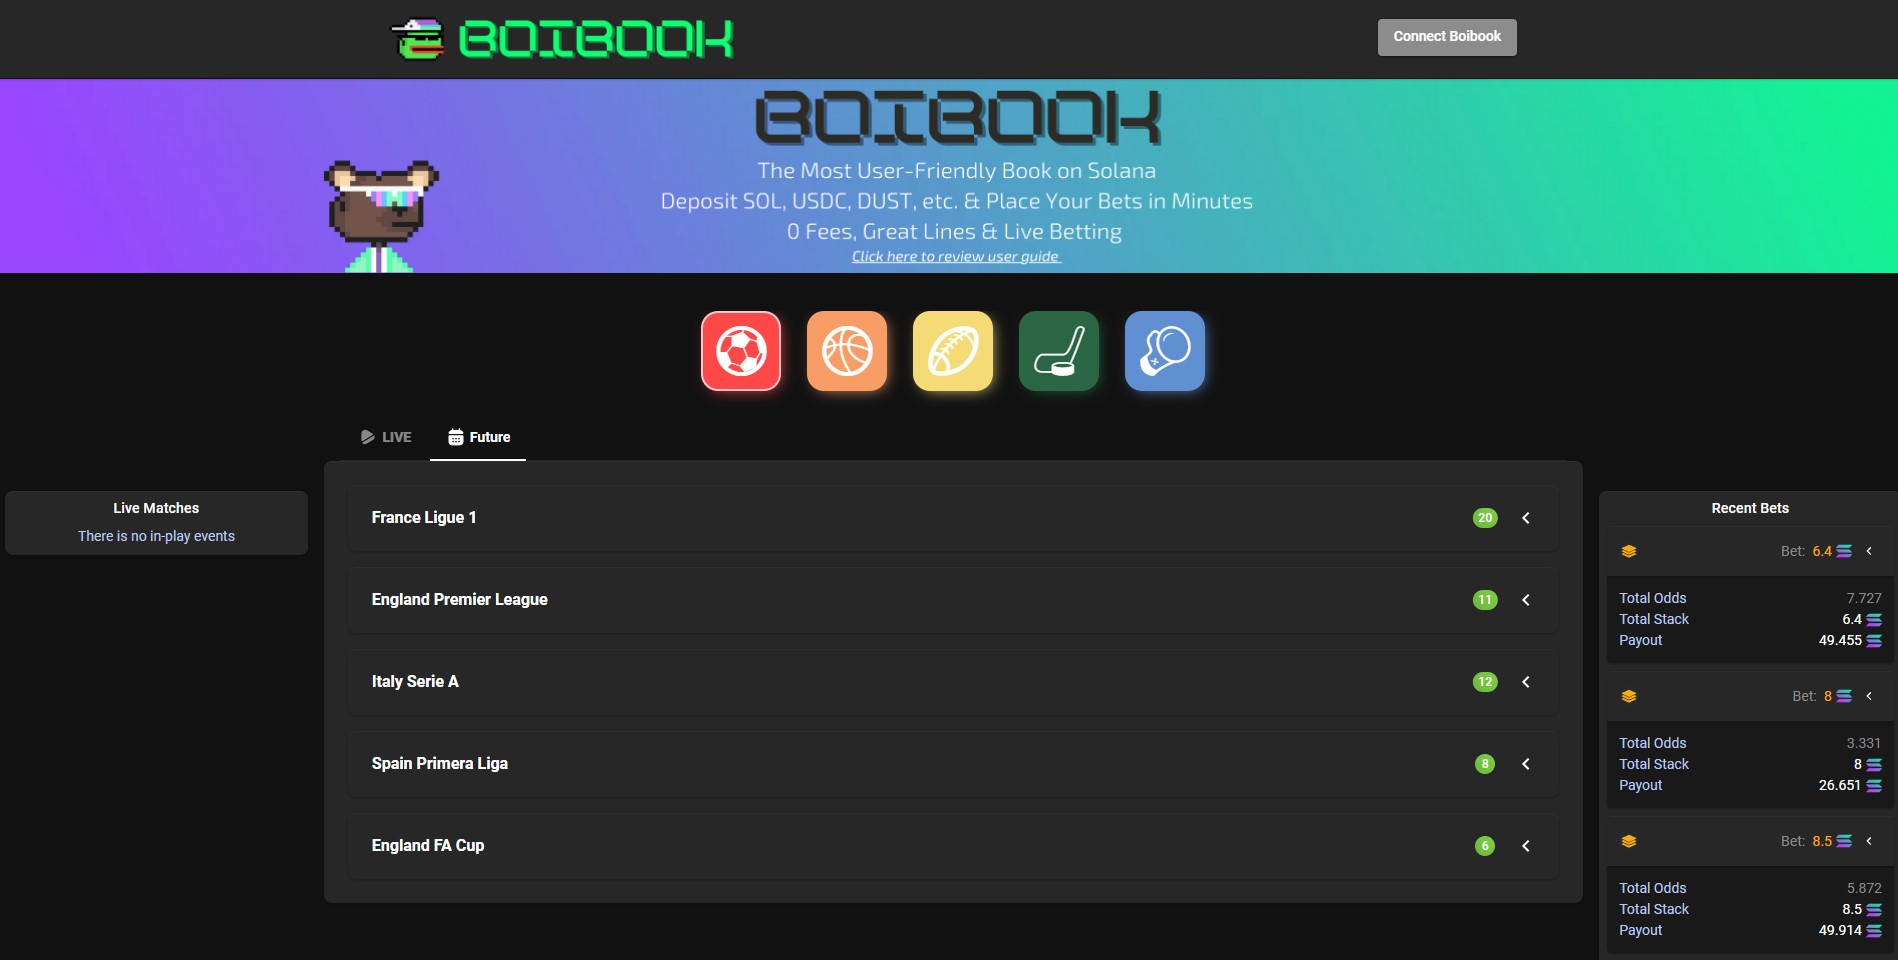 BOIBOOK
Connect Boibook
BOIBOOK
The Most User-Friendly Book on Solana
Deposit SOL, USDC, DUST, etc. & Place Your Bets in Minutes
0 Fees, Great Lines & Live Betting
Click here to review user guide
LIVE
Future
Live Matches
There is no in-play events
France Ligue 1 20
England Premier League 11
Italy Serie A 12
Spain Primera Liga 8
England FA Cup 6
Recent Bets
Bet: 6.4
Total Odds 7.727
Total Stack 6.4
Payout 49.455
Bet: 8
Total Odds 3.331
Total Stack 8
Payout 26.651
Bet: 8.5
Total Odds 5.872
Total Stack 8.5
Payout 49.914